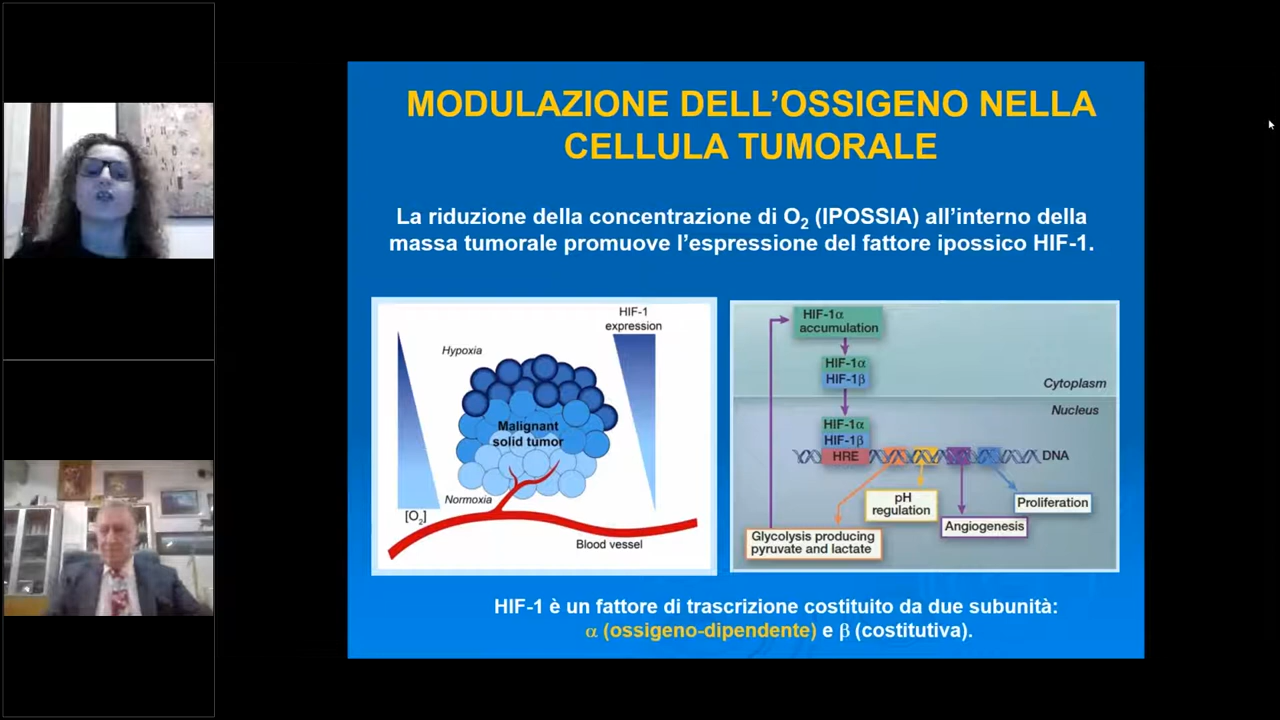 MODULAZIONE DELL’OSSIGENO NELLA
CELLULA TUMORALE
La riduzione della concentrazione di O₂ (IPOSSIA) all’interno della
massa tumorale promuove l’espressione del fattore ipossico HIF-1.
HIF-1
expression
Hypoxia
Malignant
solid tumor
Normoxia
[O₂]
Blood vessel
HIF-1α
accumulation
HIF-1α
HIF-1β
Cytoplasm
Nucleus
HIF-1α
HIF-1β
HRE
DNA
pH
regulation
Proliferation
Angiogenesis
Glycolysis producing
pyruvate and lactate
HIF-1 è un fattore di trascrizione costituito da due subunità:
α (ossigeno-dipendente) e β (costitutiva).